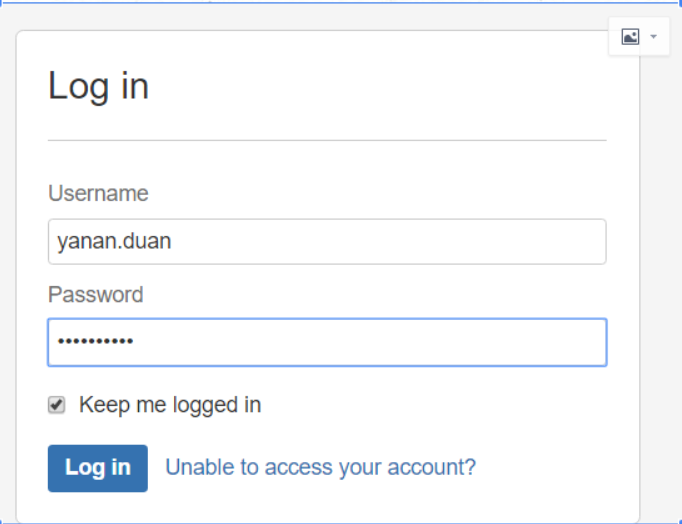 Log in
Username
yanan.duan
Password
••••••••••
Keep me logged in
Log in Unable to access your account?